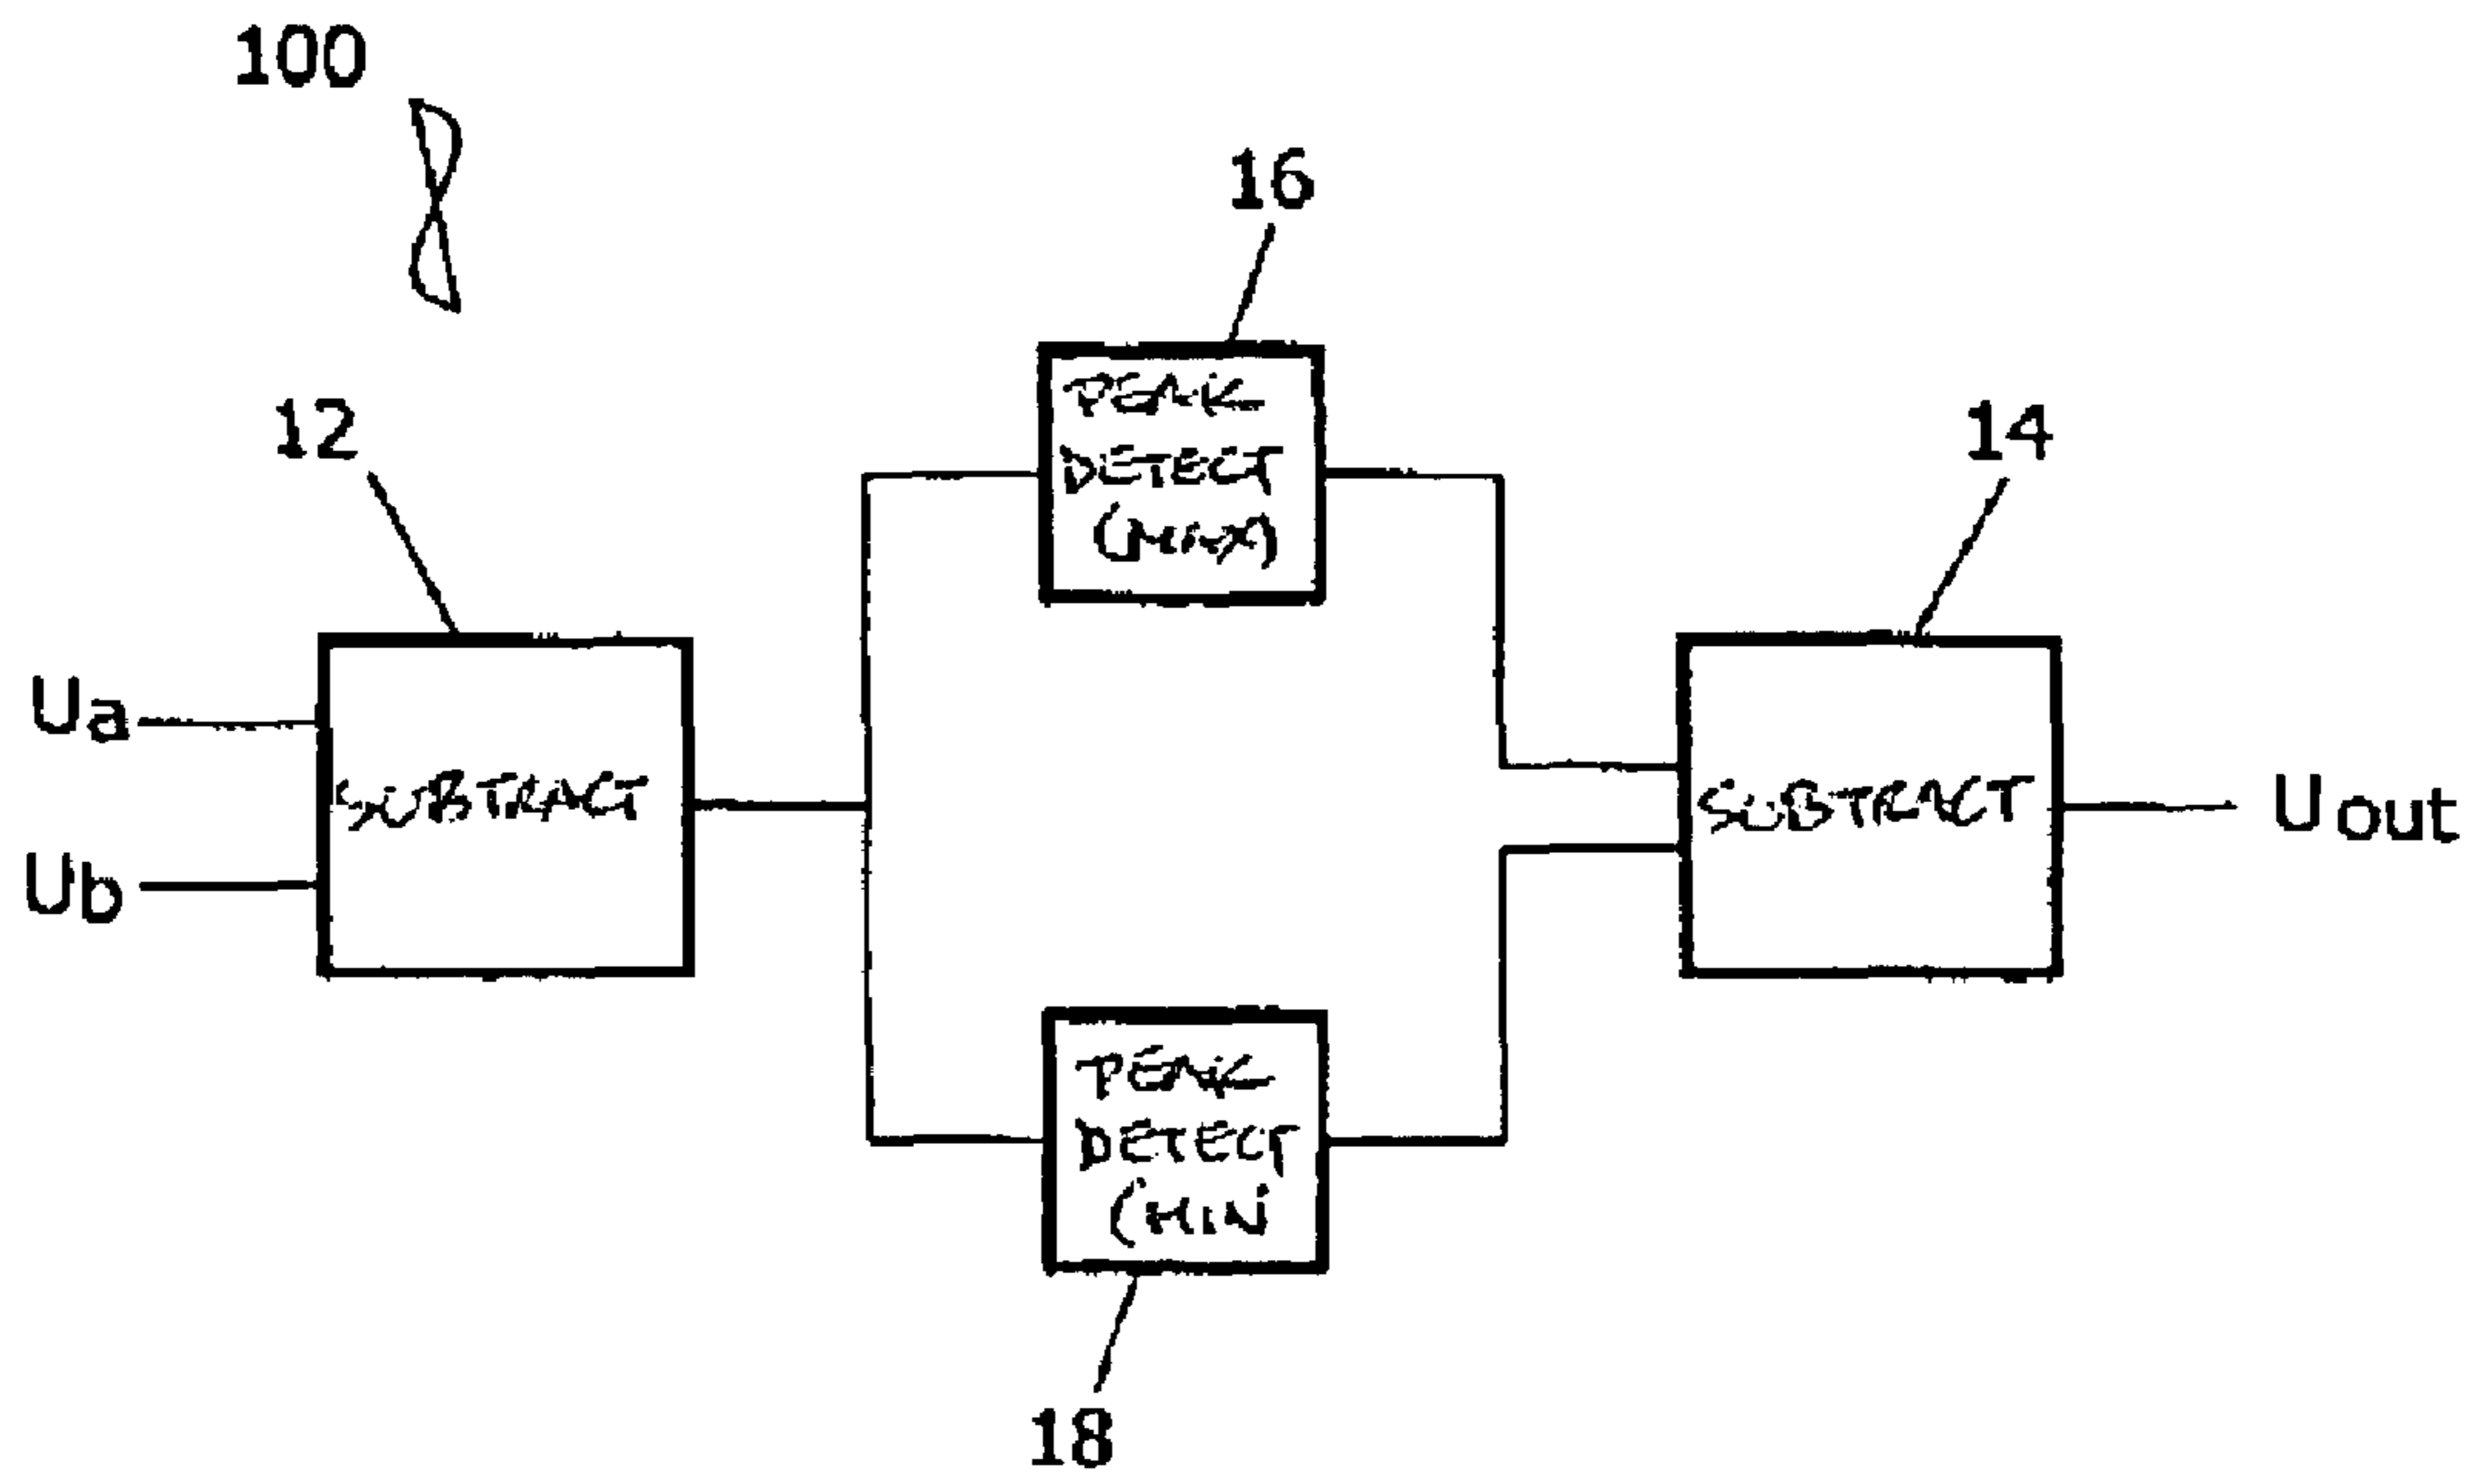 100
16
12
14
PEAK
DETECT
(MAX)
Ua
SUBTRACT
Ub
SUBTRACT
Uout
PEAK
DETECT
(MIN
18